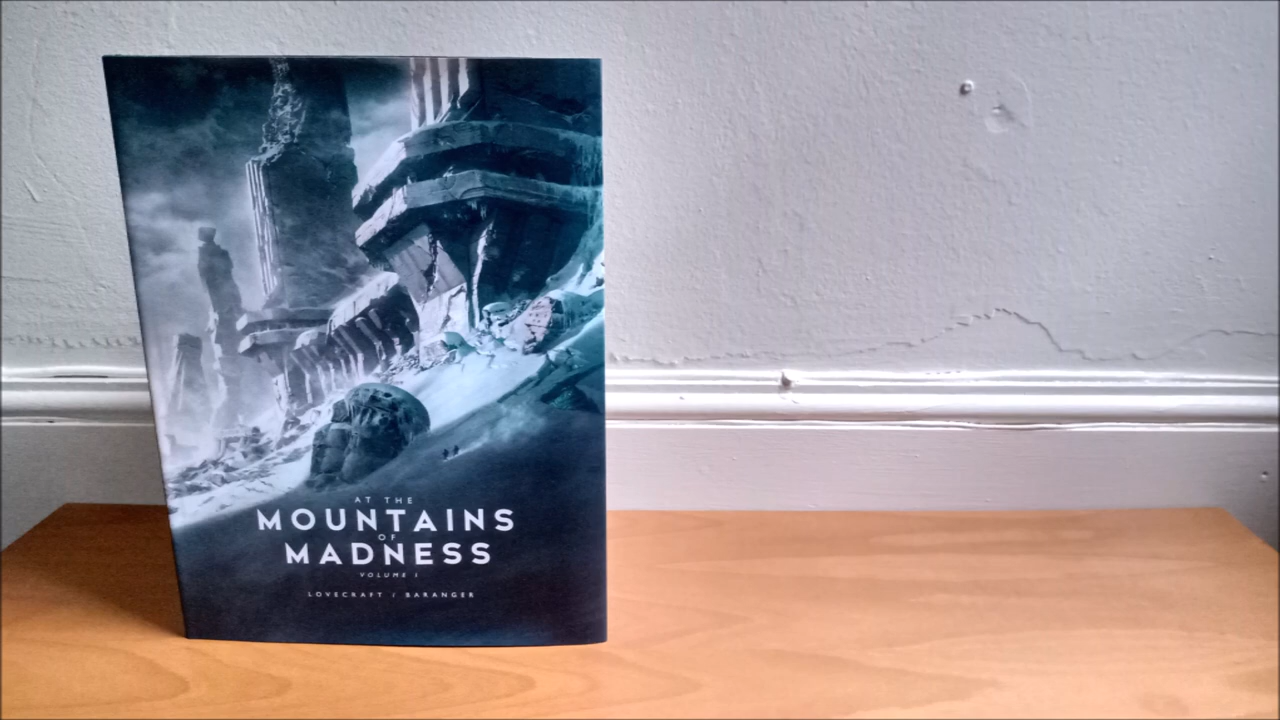 AT THE
MOUNTAINS
OF
MADNESS
VOLUME I
LOVECRAFT / BARANGER